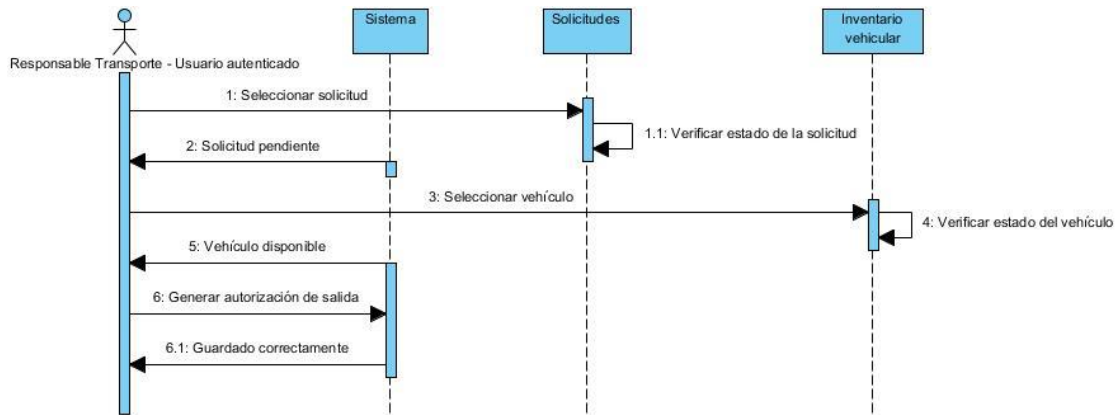 Sistema
Solicitudes
Inventario
vehicular
Responsable Transporte - Usuario autenticado
1: Seleccionar solicitud
1.1: Verificar estado de la solicitud
2: Solicitud pendiente
3: Seleccionar vehículo
4: Verificar estado del vehículo
5: Vehículo disponible
6: Generar autorización de salida
6.1: Guardado correctamente